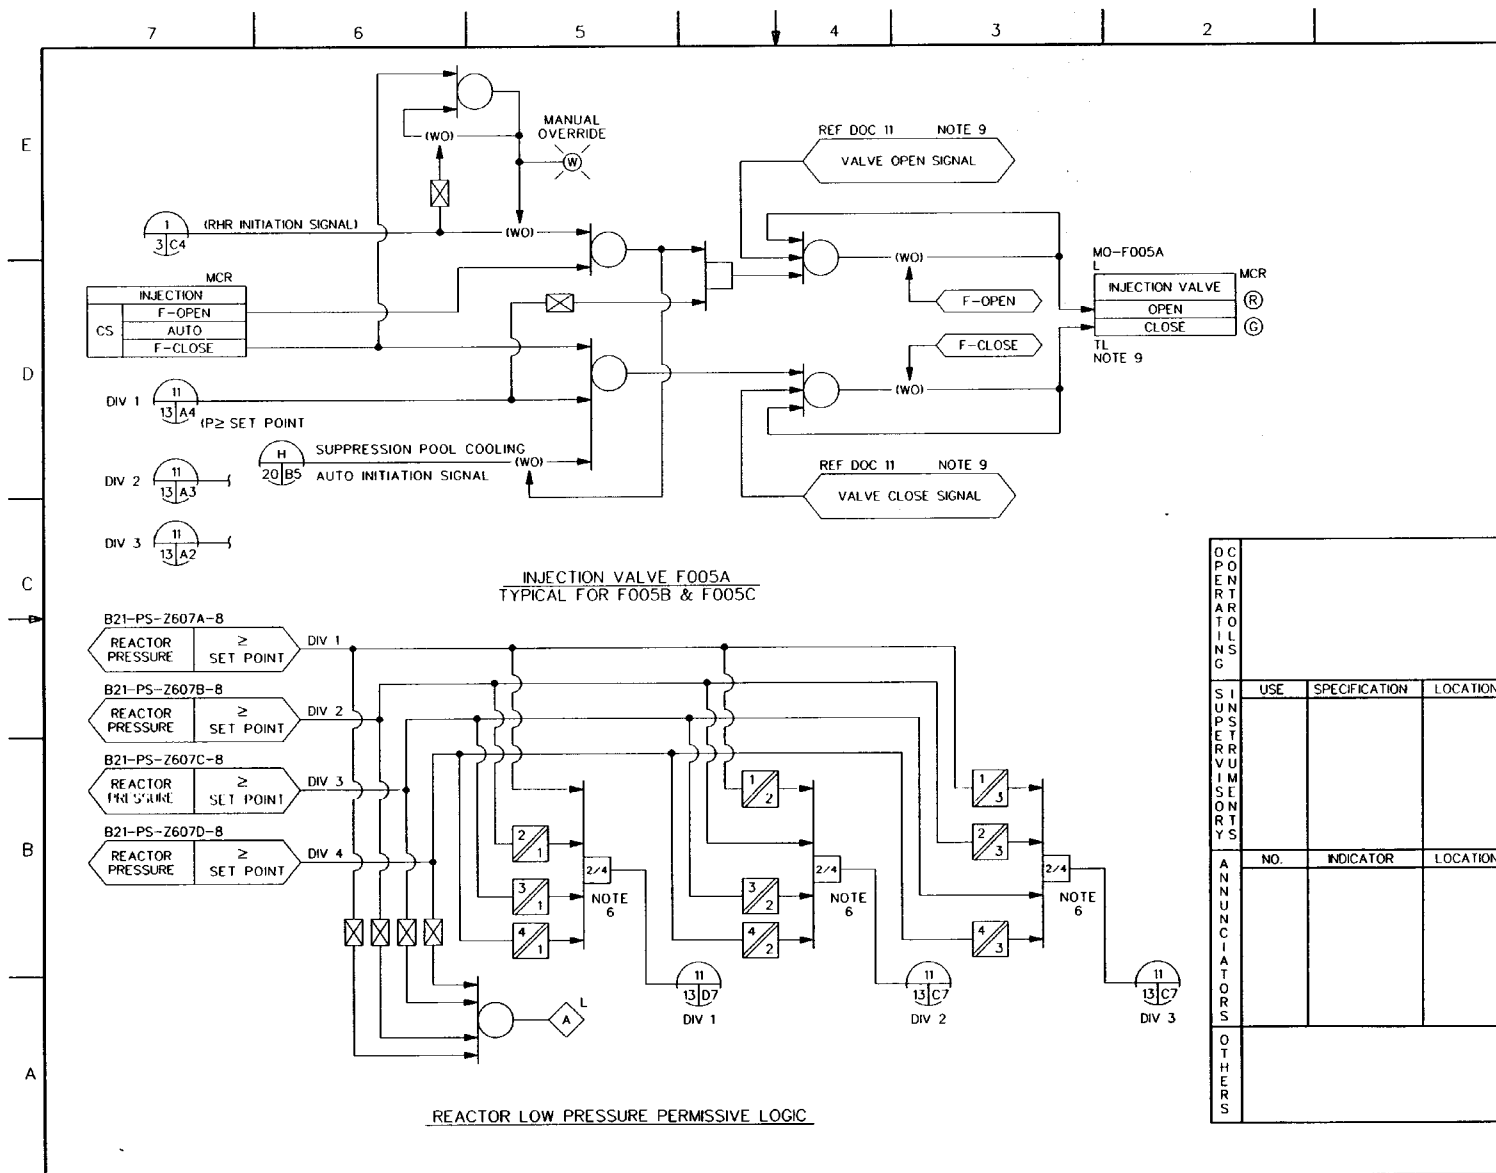 7 6 5 4 3 2
E
D
C
B
A
MANUAL
OVERRIDE
(WO)
W
REF DOC 11 NOTE 9
VALVE OPEN SIGNAL
1
3 C4
(RHR INITIATION SIGNAL)
(WO)
(WO)
MO-F005A
L
MCR
INJECTION VALVE
OPEN
CLOSE
R
G
TL
NOTE 9
MCR
INJECTION
CS
F-OPEN
AUTO
F-CLOSE
F-OPEN
F-CLOSE
(WO)
DIV 1
11
13 A4
(P≥ SET POINT
H
20 B5
SUPPRESSION POOL COOLING
AUTO INITIATION SIGNAL
(WO)
REF DOC 11 NOTE 9
VALVE CLOSE SIGNAL
DIV 2
11
13 A3
DIV 3
11
13 A2
INJECTION VALVE F005A
TYPICAL FOR F005B & F005C
B21-PS-Z607A-8
REACTOR
PRESSURE
≥
SET POINT
DIV 1
B21-PS-Z607B-8
REACTOR
PRESSURE
≥
SET POINT
DIV 2
B21-PS-Z607C-8
REACTOR
PRESSURE
≥
SET POINT
DIV 3
B21-PS-Z607D-8
REACTOR
PRESSURE
≥
SET POINT
DIV 4
2
1
3
1
4
1
2/4
NOTE
6
1
2
3
2
4
2
2/4
NOTE
6
1
3
2
3
4
3
2/4
NOTE
6
11
13 D7
DIV 1
11
13 C7
DIV 2
11
13 C7
DIV 3
A
L
REACTOR LOW PRESSURE PERMISSIVE LOGIC
OPERATING
CONTROLS
SUPERVISORY
INSTRUMENTS
USE SPECIFICATION LOCATION
ANNUNCIATORS
NO. INDICATOR LOCATION
OTHERS